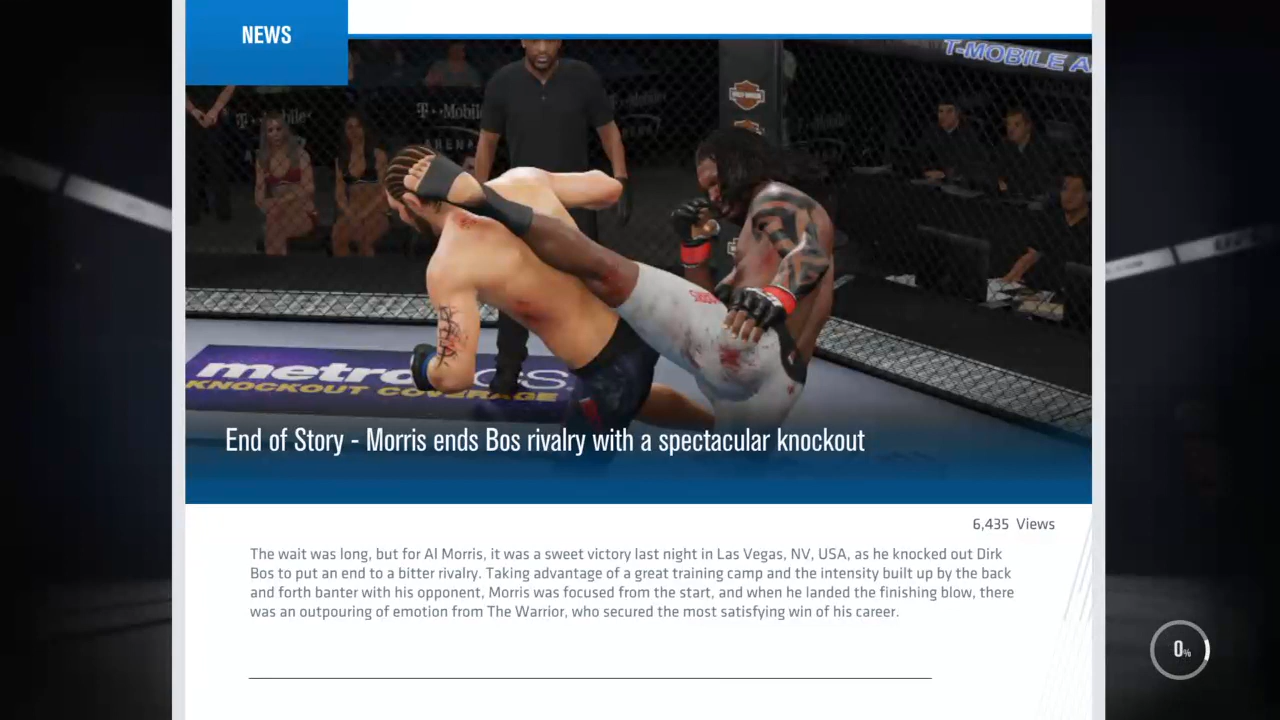 NEWS
T-MOBILE A
T-Mobile
T-Mobile
ARENA
HARLEY-DAVIDSON
metro
CS
KNOCKOUT COVERAGE
End of Story - Morris ends Bos rivalry with a spectacular knockout
6,435 Views
The wait was long, but for Al Morris, it was a sweet victory last night in Las Vegas, NV, USA, as he knocked out Dirk
Bos to put an end to a bitter rivalry. Taking advantage of a great training camp and the intensity built up by the back
and forth banter with his opponent, Morris was focused from the start, and when he landed the finishing blow, there
was an outpouring of emotion from The Warrior, who secured the most satisfying win of his career.
0%